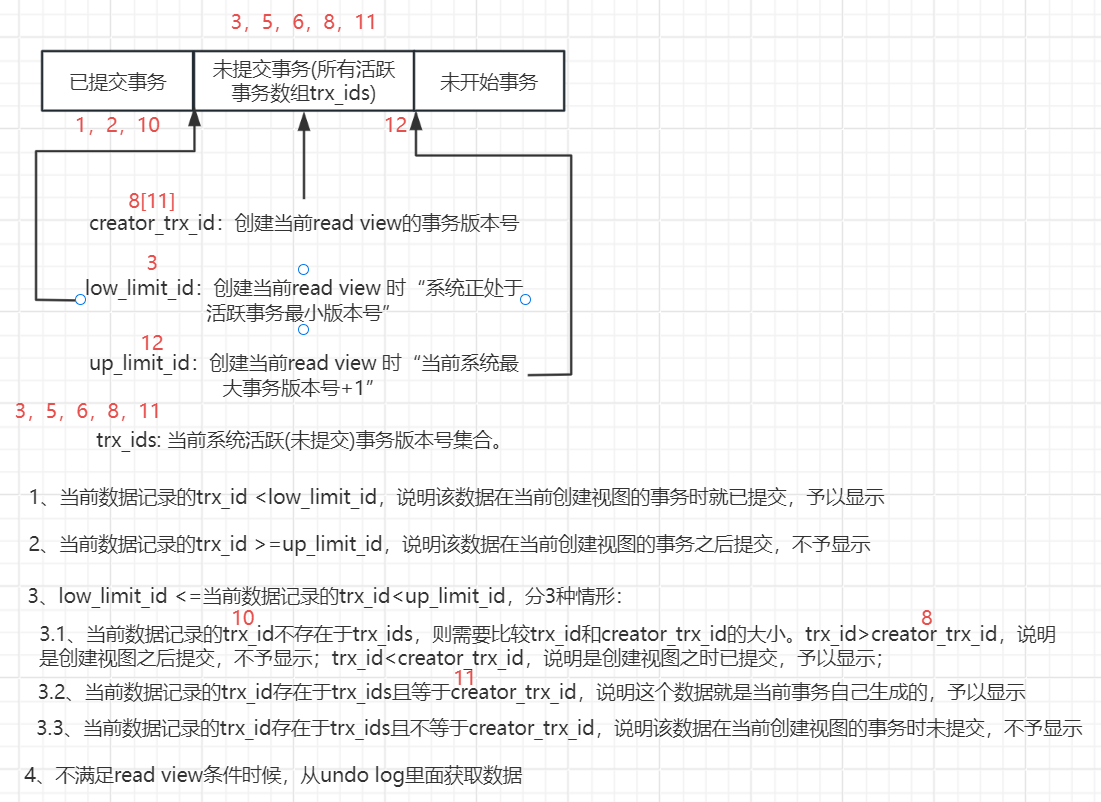 3，5，6，8，11
已提交事务
未提交事务(所有活跃
事务数组trx_ids)
未开始事务
1，2，10
12
8[11]
creator_trx_id：创建当前read view的事务版本号
3
low_limit_id：创建当前read view 时“系统正处于
活跃事务最小版本号”
12
up_limit_id：创建当前read view 时“当前系统最
大事务版本号+1”
3，5，6，8，11
trx_ids: 当前系统活跃(未提交)事务版本号集合。
1、当前数据记录的trx_id <low_limit_id，说明该数据在当前创建视图的事务时就已提交，予以显示
2、当前数据记录的trx_id >=up_limit_id，说明该数据在当前创建视图的事务之后提交，不予显示
3、low_limit_id <=当前数据记录的trx_id<up_limit_id，分3种情形：
10
8
3.1、当前数据记录的trx_id不存在于trx_ids，则需要比较trx_id和creator_trx_id的大小。trx_id>creator_trx_id，说明
是创建视图之后提交，不予显示；trx_id<creator_trx_id，说明是创建视图之时已提交，予以显示；
11
3.2、当前数据记录的trx_id存在于trx_ids且等于creator_trx_id，说明这个数据就是当前事务自己生成的，予以显示
3.3、当前数据记录的trx_id存在于trx_ids且不等于creator_trx_id，说明该数据在当前创建视图的事务时未提交，不予显示
4、不满足read view条件时候，从undo log里面获取数据